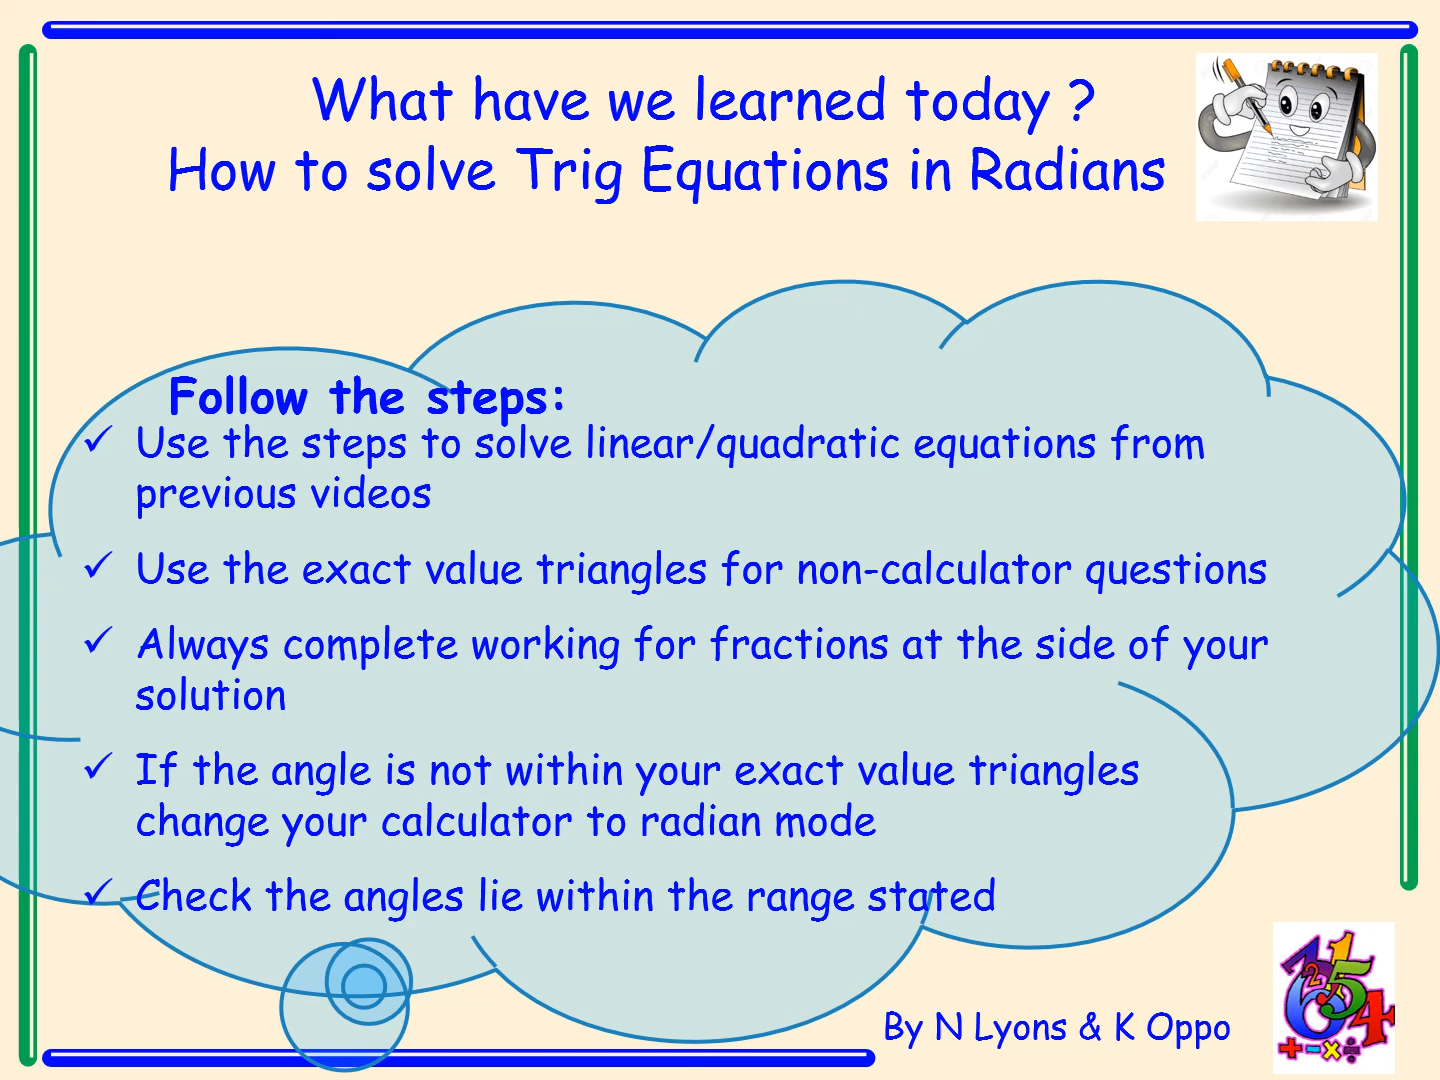 What have we learned today ?
How to solve Trig Equations in Radians
Follow the steps:
✓ Use the steps to solve linear/quadratic equations from
previous videos
✓ Use the exact value triangles for non-calculator questions
✓ Always complete working for fractions at the side of your
solution
✓ If the angle is not within your exact value triangles
change your calculator to radian mode
✓ Check the angles lie within the range stated
By N Lyons & K Oppo